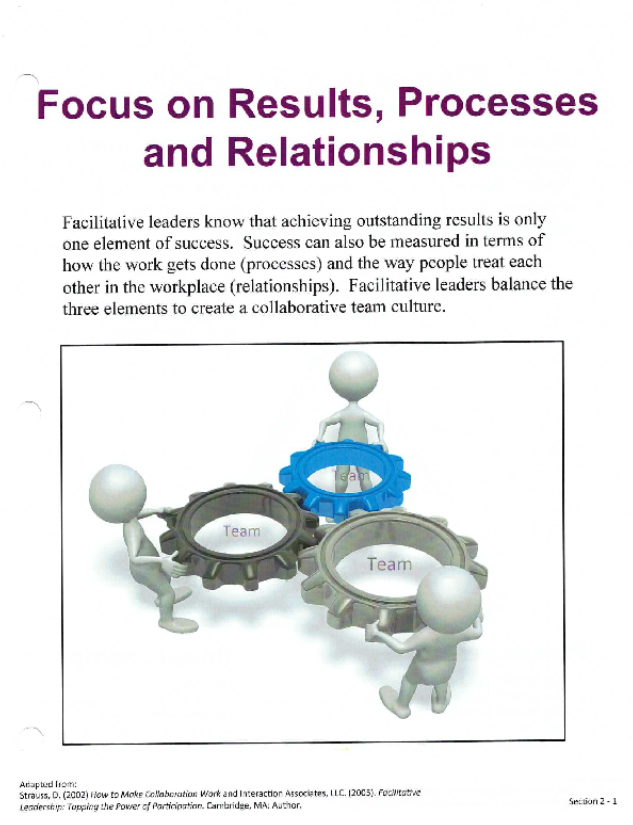 Focus on Results, Processes
and Relationships
Facilitative leaders know that achieving outstanding results is only
one element of success.  Success can also be measured in terms of
how the work gets done (processes) and the way people treat each
other in the workplace (relationships).  Facilitative leaders balance the
three elements to create a collaborative team culture.
Team
Team
Team
Adapted from:
Strauss, D. (2002) How to Make Collaboration Work and Interaction Associates, LLC. (2003). Facilitative
Leadership: Tapping the Power of Participation. Cambridge, MA: Author.
Section 2 - 1